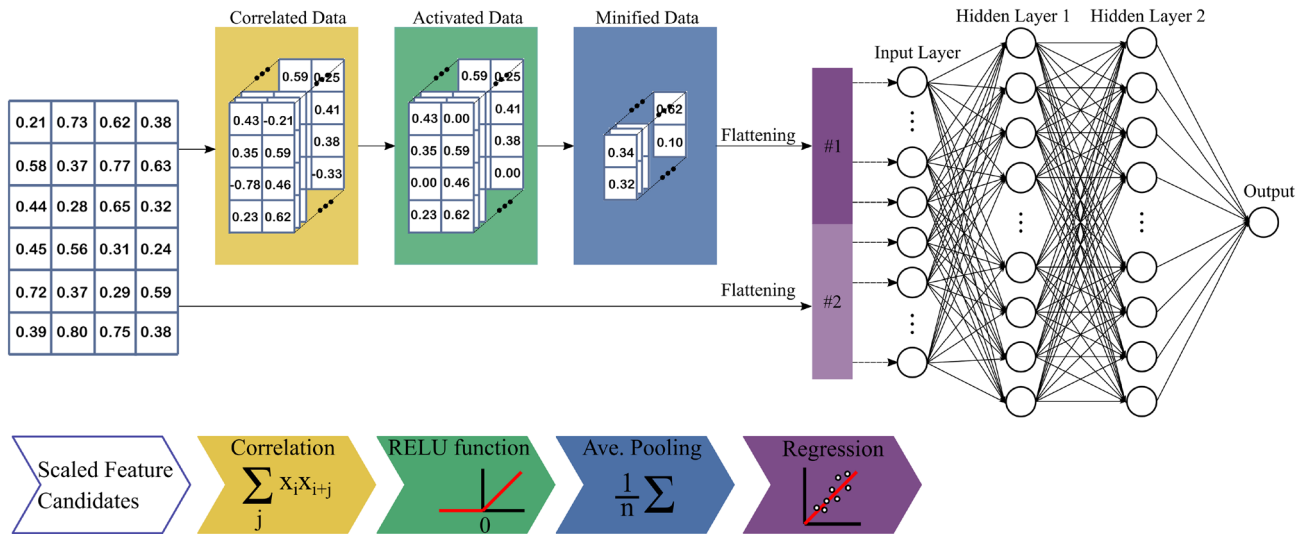 Correlated Data
Activated Data
Minified Data
Hidden Layer 1
Hidden Layer 2
Input Layer
0.21 0.73 0.62 0.38
0.58 0.37 0.77 0.63
0.44 0.28 0.65 0.32
0.45 0.56 0.31 0.24
0.72 0.37 0.29 0.59
0.39 0.80 0.75 0.38
0.59 0.25
0.41
0.38
-0.33
0.43 -0.21
0.35 0.59
-0.78 0.46
0.23 0.62
0.59 0.25
0.41
0.38
0.00
0.43 0.00
0.35 0.59
0.00 0.46
0.23 0.62
0.62
0.10
0.34
0.32
Flattening
#1
Flattening
#2
Output
Scaled Feature
Candidates
Correlation
∑ xᵢxᵢ₊ⱼ
j
RELU function
0
Ave. Pooling
1/n ∑
Regression